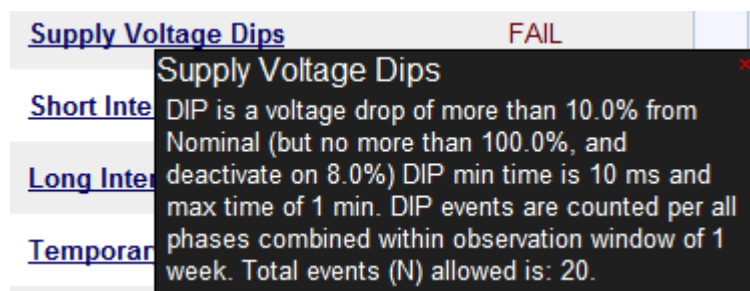 Supply Voltage Dips FAIL
Supply Voltage Dips
Short Inte DIP is a voltage drop of more than 10.0% from
Nominal (but no more than 100.0%, and
Long Inter deactivate on 8.0%) DIP min time is 10 ms and
max time of 1 min. DIP events are counted per all
Temporar phases combined within observation window of 1
week. Total events (N) allowed is: 20.